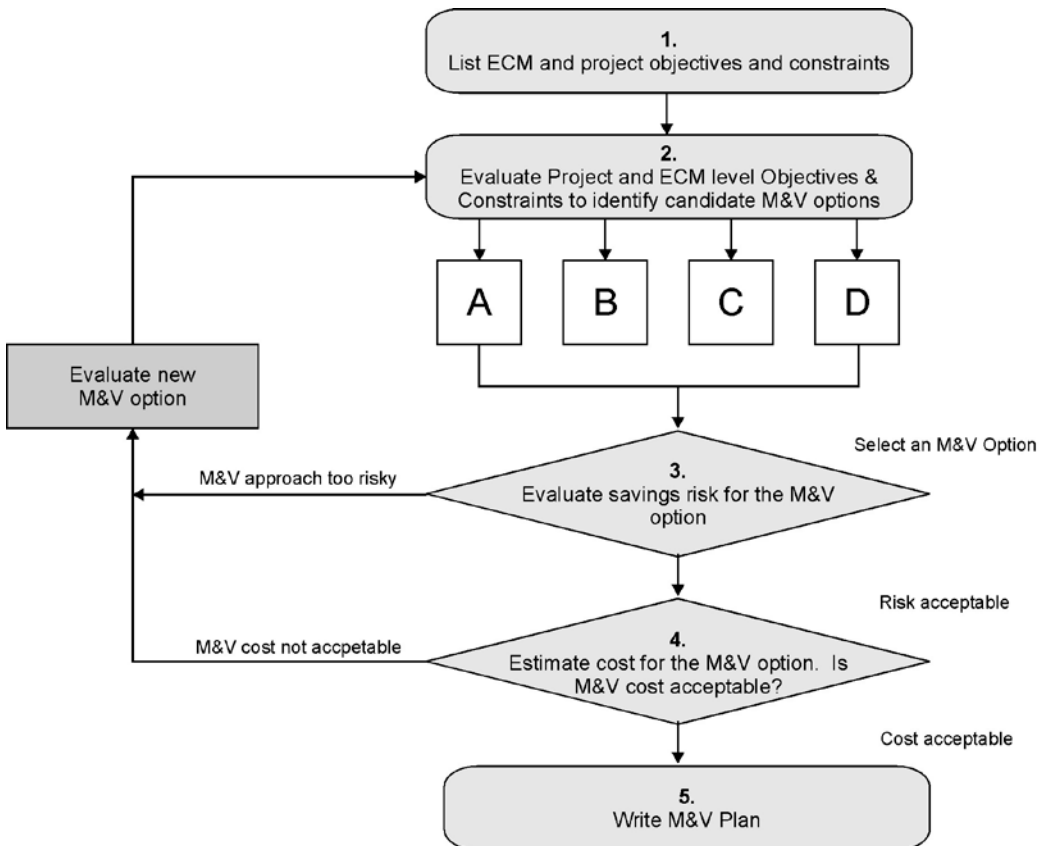 1.
List ECM and project objectives and constraints
2.
Evaluate Project and ECM level Objectives &
Constraints to identify candidate M&V options
A
B
C
D
Evaluate new
M&V option
Select an M&V Option
M&V approach too risky
3.
Evaluate savings risk for the M&V
option
Risk acceptable
M&V cost not accpetable
4.
Estimate cost for the M&V option. Is
M&V cost acceptable?
Cost acceptable
5.
Write M&V Plan